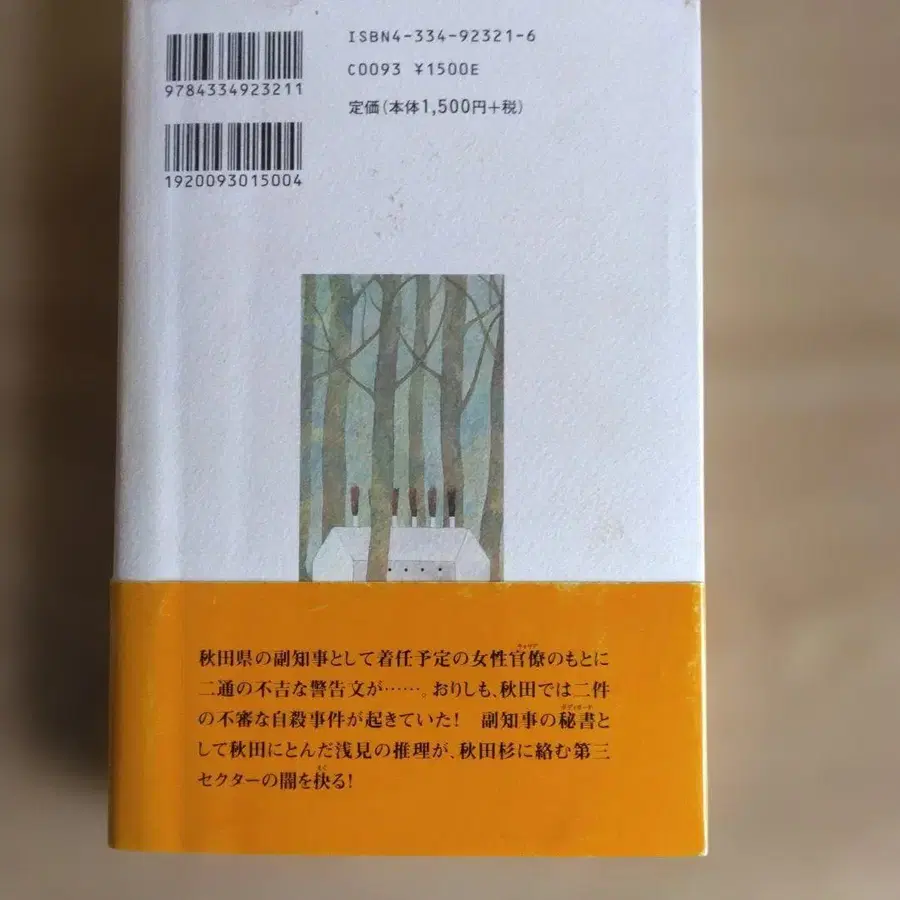 ISBN4-334-92321-6
C0093 ¥1500E
定価(本体1,500円+税)
9784334923211
1920093015004
秋田県の副知事として着任予定の女性官僚のもとに
二通の不吉な警告文が……。おりしも、秋田では二件
の不審な自殺事件が起きていた! 副知事の秘書と
して秋田にとんだ浅見の推理が、秋田杉に絡む第三
セクターの闇を抉る!